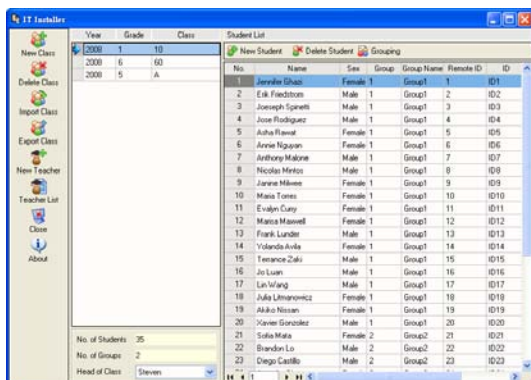 IT Installer
New Class
Delete Class
Import Class
Export Class
New Teacher
Teacher List
Close
About
Year Grade Class
2008 1 10
2008 6 60
2008 5 A
No. of Students 35
No. of Groups 2
Head of Class Steven
Student List
New Student Delete Student Grouping
No. Name Sex Group Group Name Remote ID ID
1 Jennifer Ghazi Female 1 Group1 1 ID1
2 Erik Friedstrom Male 1 Group1 2 ID2
3 Joeseph Spinetti Male 1 Group1 3 ID3
4 Jose Rodriguez Male 1 Group1 4 ID4
5 Asha Rawat Female 1 Group1 5 ID5
6 Annie Nguyan Female 1 Group1 6 ID6
7 Anthony Malone Male 1 Group1 7 ID7
8 Nicolas Mintos Male 1 Group1 8 ID8
9 Janine Milwee Female 1 Group1 9 ID9
10 Maria Torres Female 1 Group1 10 ID10
11 Evalyn Curry Female 1 Group1 11 ID11
12 Marisa Maxwell Female 1 Group1 12 ID12
13 Frank Lunder Male 1 Group1 13 ID13
14 Yolanda Avila Female 1 Group1 14 ID14
15 Terrance Zaki Male 1 Group1 15 ID15
16 Jo Luan Male 1 Group1 16 ID16
17 Lin Wang Male 1 Group1 17 ID17
18 Julia Litmanowicz Female 1 Group1 18 ID18
19 Akiko Nissan Female 1 Group1 19 ID19
20 Xavier Gonzolez Male 1 Group1 20 ID20
21 Sofia Mata Female 2 Group2 21 ID21
22 Brandon Lo Male 2 Group2 22 ID22
23 Diego Castillo Male 2 Group2 23 ID23
1